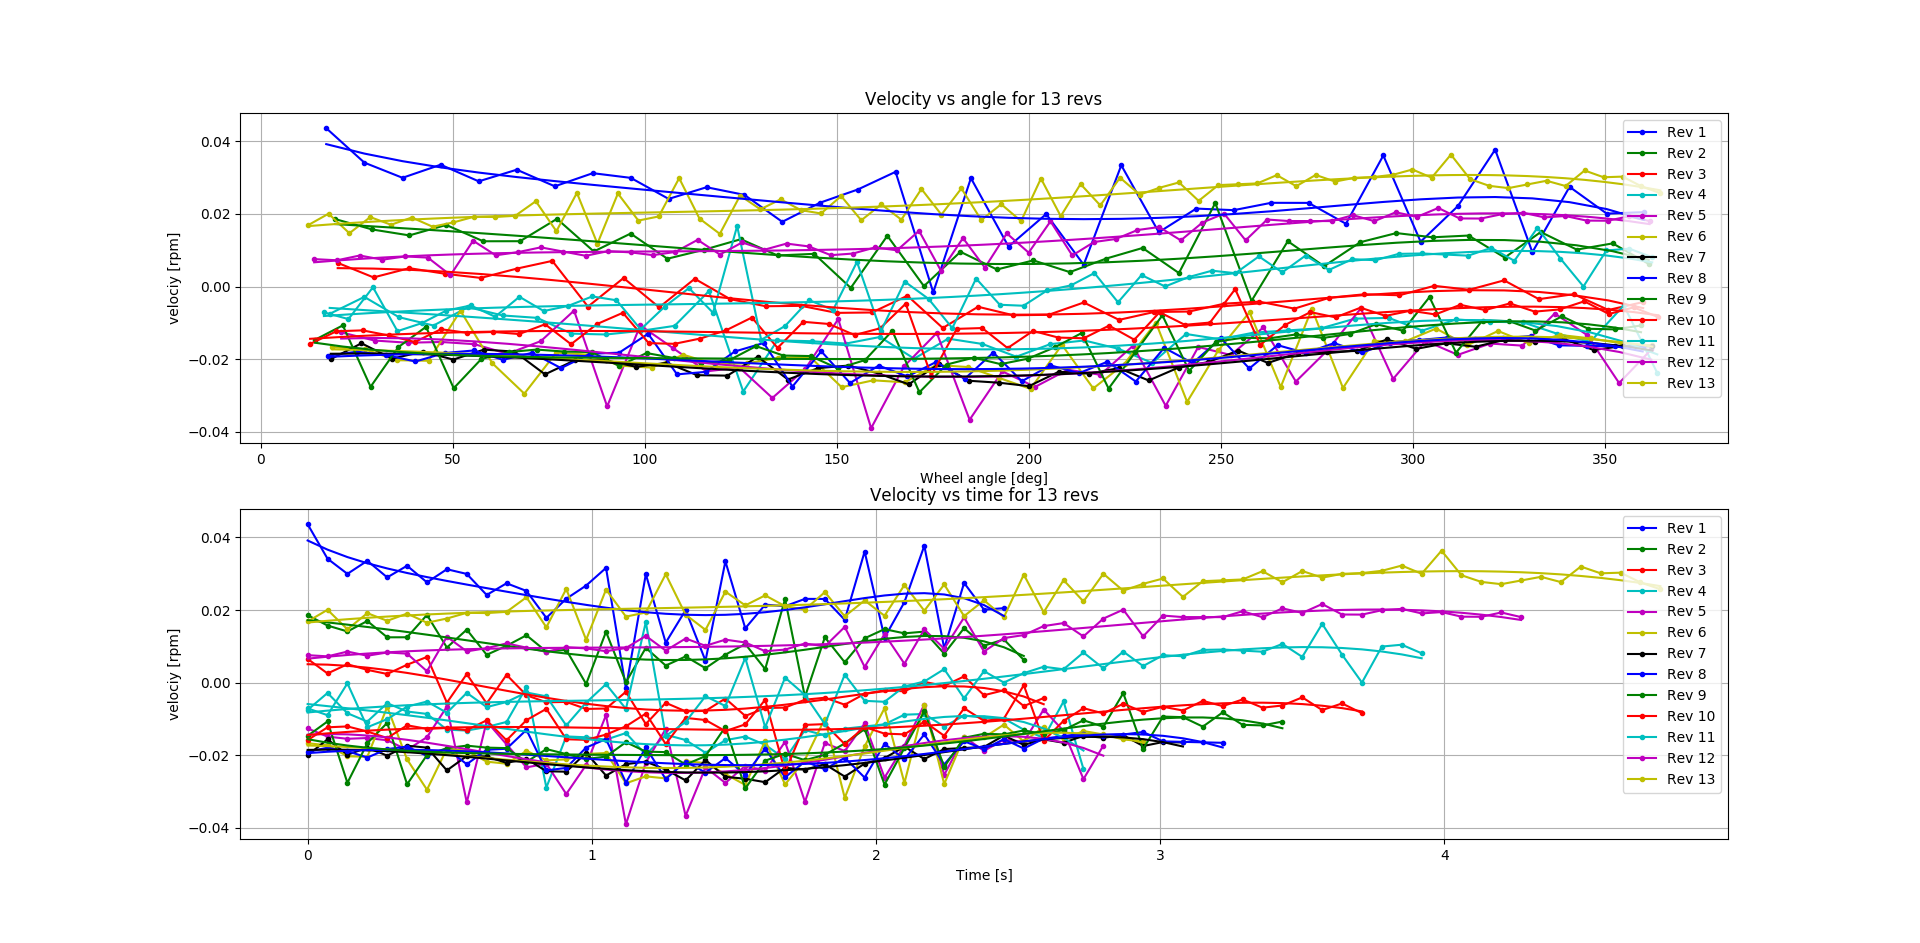 Velocity vs angle for 13 revs
velociy [rpm]
0.04
0.02
0.00
−0.02
−0.04
0 50 100 150 200 250 300 350
Wheel angle [deg]
Rev 1
Rev 2
Rev 3
Rev 4
Rev 5
Rev 6
Rev 7
Rev 8
Rev 9
Rev 10
Rev 11
Rev 12
Rev 13
Velocity vs time for 13 revs
velociy [rpm]
0.04
0.02
0.00
−0.02
−0.04
0 1 2 3 4
Time [s]
Rev 1
Rev 2
Rev 3
Rev 4
Rev 5
Rev 6
Rev 7
Rev 8
Rev 9
Rev 10
Rev 11
Rev 12
Rev 13